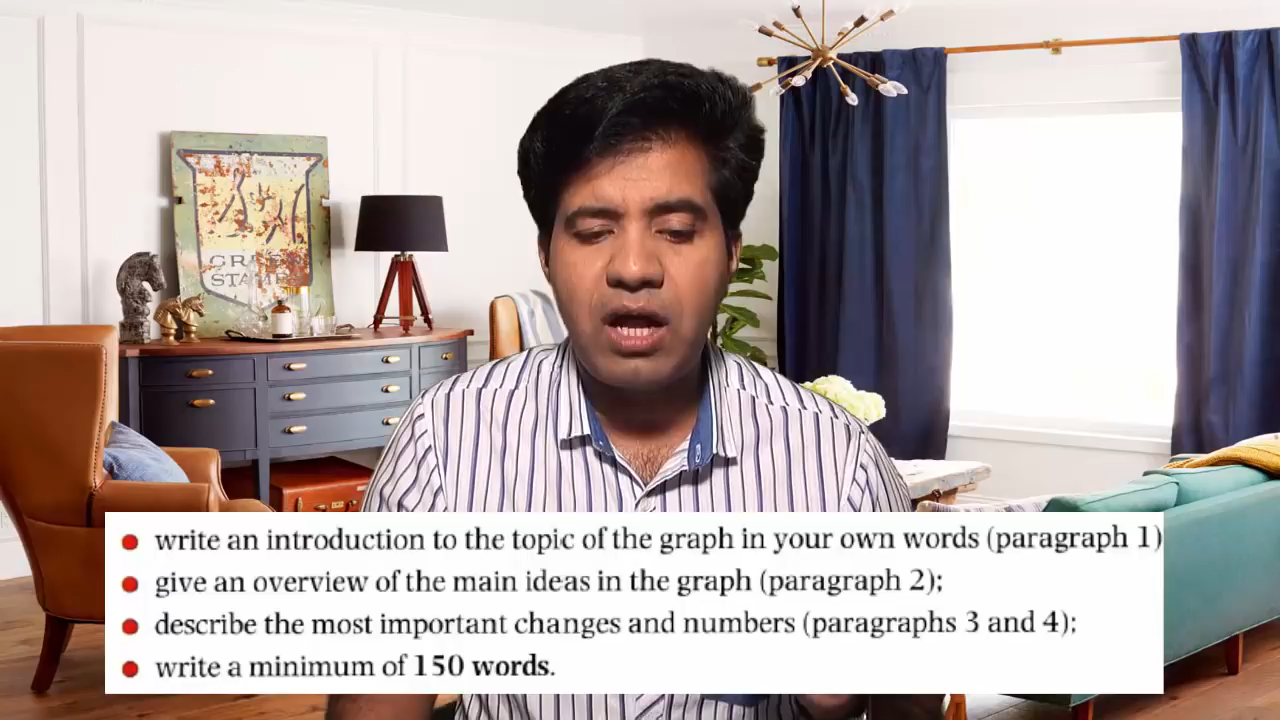 GREEN
STAMPS
write an introduction to the topic of the graph in your own words (paragraph 1)
give an overview of the main ideas in the graph (paragraph 2);
describe the most important changes and numbers (paragraphs 3 and 4);
write a minimum of 150 words.